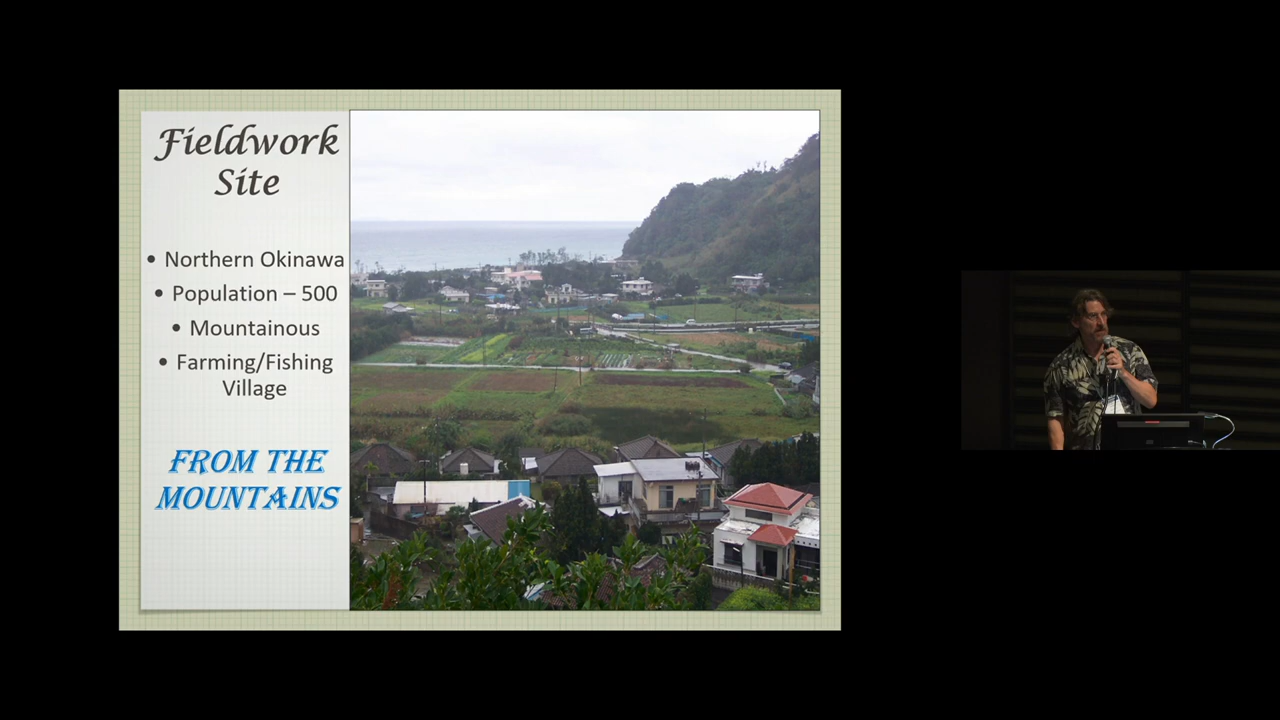 Fieldwork
Site
• Northern Okinawa
• Population – 500
• Mountainous
• Farming/Fishing
Village
FROM THE
MOUNTAINS